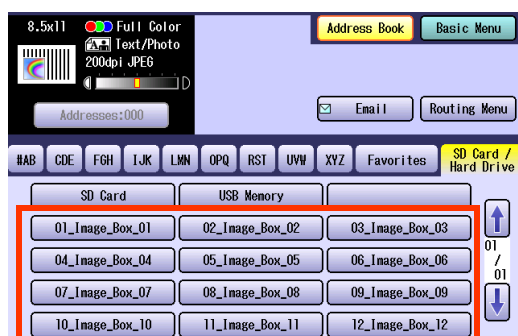 8.5x11 Full Color Address Book Basic Menu
A Text/Photo
200dpi JPEG
D
Addresses:000 Email Routing Menu
#AB CDE FGH IJK LMN OPQ RST UVW XYZ Favorites SD Card / Hard Drive
SD Card USB Memory
01_Image_Box_01 02_Image_Box_02 03_Image_Box_03
04_Image_Box_04 05_Image_Box_05 06_Image_Box_06
07_Image_Box_07 08_Image_Box_08 09_Image_Box_09
10_Image_Box_10 11_Image_Box_11 12_Image_Box_12
01
/
01